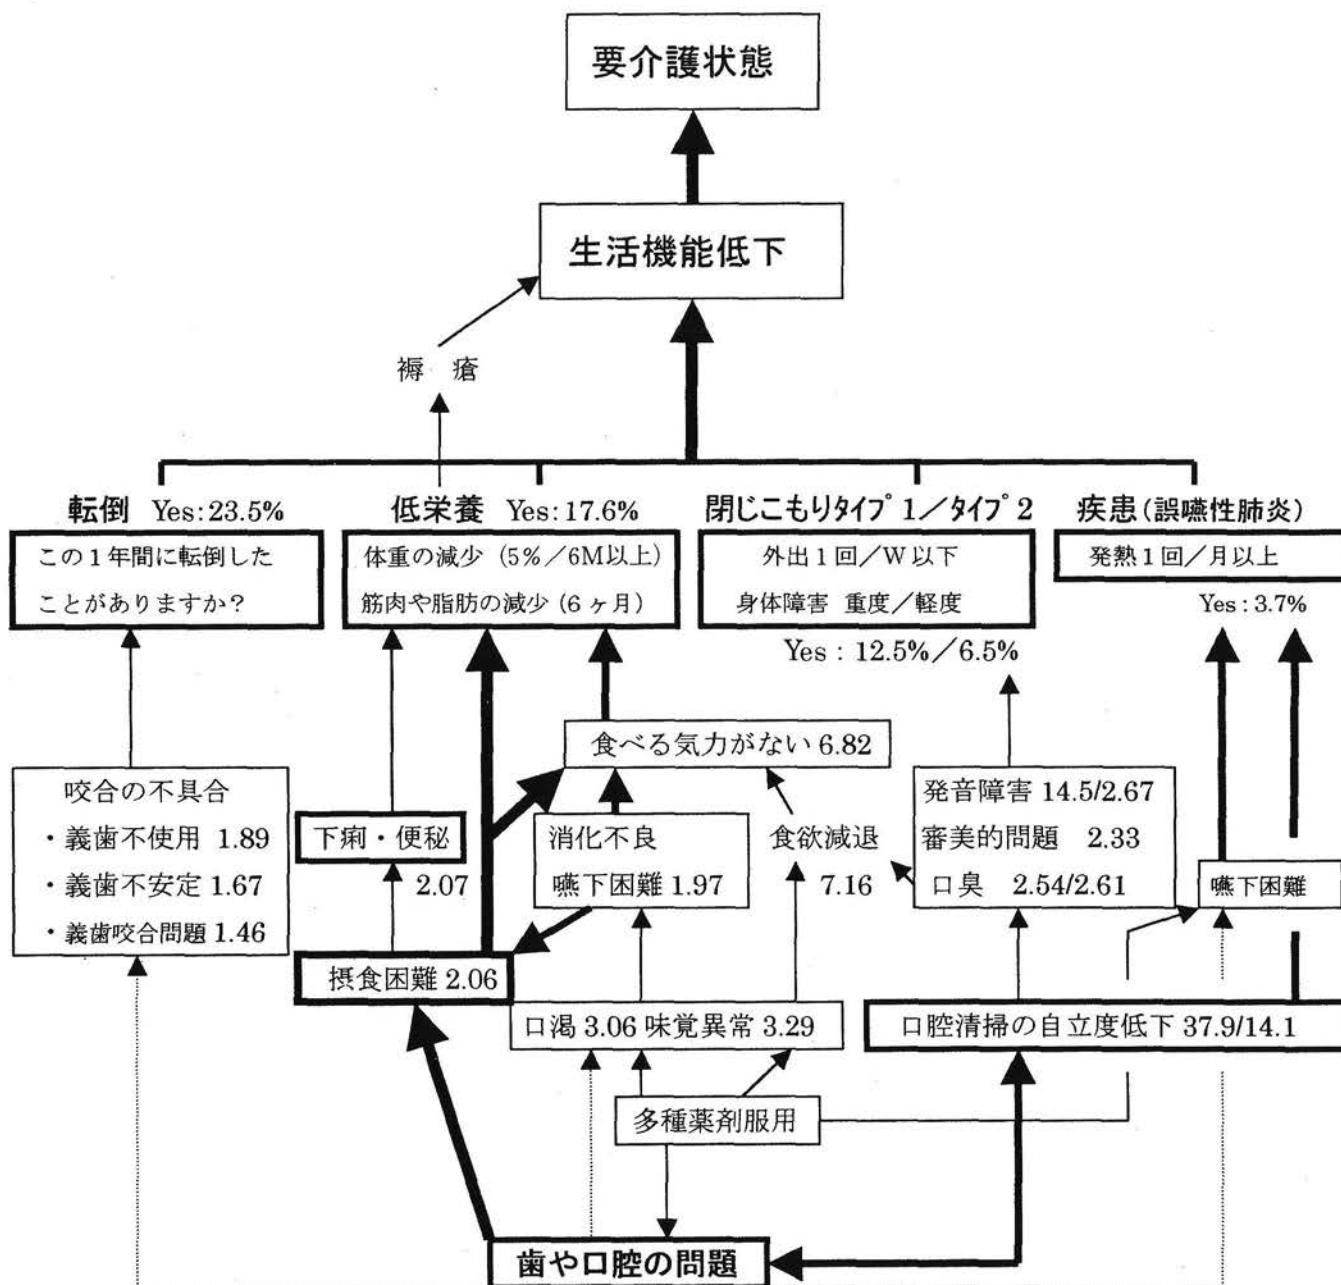 要介護状態
生活機能低下
褥 瘡
転倒 Yes:23.5%
低栄養 Yes:17.6%
閉じこもりタイプ1/タイプ2
疾患(誤嚥性肺炎)
この1年間に転倒した
ことがありますか?
体重の減少 (5%/6M以上)
筋肉や脂肪の減少 (6ヶ月)
外出1回/W以下
身体障害 重度/軽度
発熱1回/月以上
Yes : 12.5%/6.5%
Yes : 3.7%
食べる気力がない 6.82
咬合の不具合
・義歯不使用 1.89
・義歯不安定 1.67
・義歯咬合問題 1.46
下痢・便秘
2.07
消化不良
嚥下困難 1.97
食欲減退
7.16
発音障害 14.5/2.67
審美的問題 2.33
口臭 2.54/2.61
嚥下困難
摂食困難 2.06
口渇 3.06 味覚異常 3.29
口腔清掃の自立度低下 37.9/14.1
多種薬剤服用
歯や口腔の問題